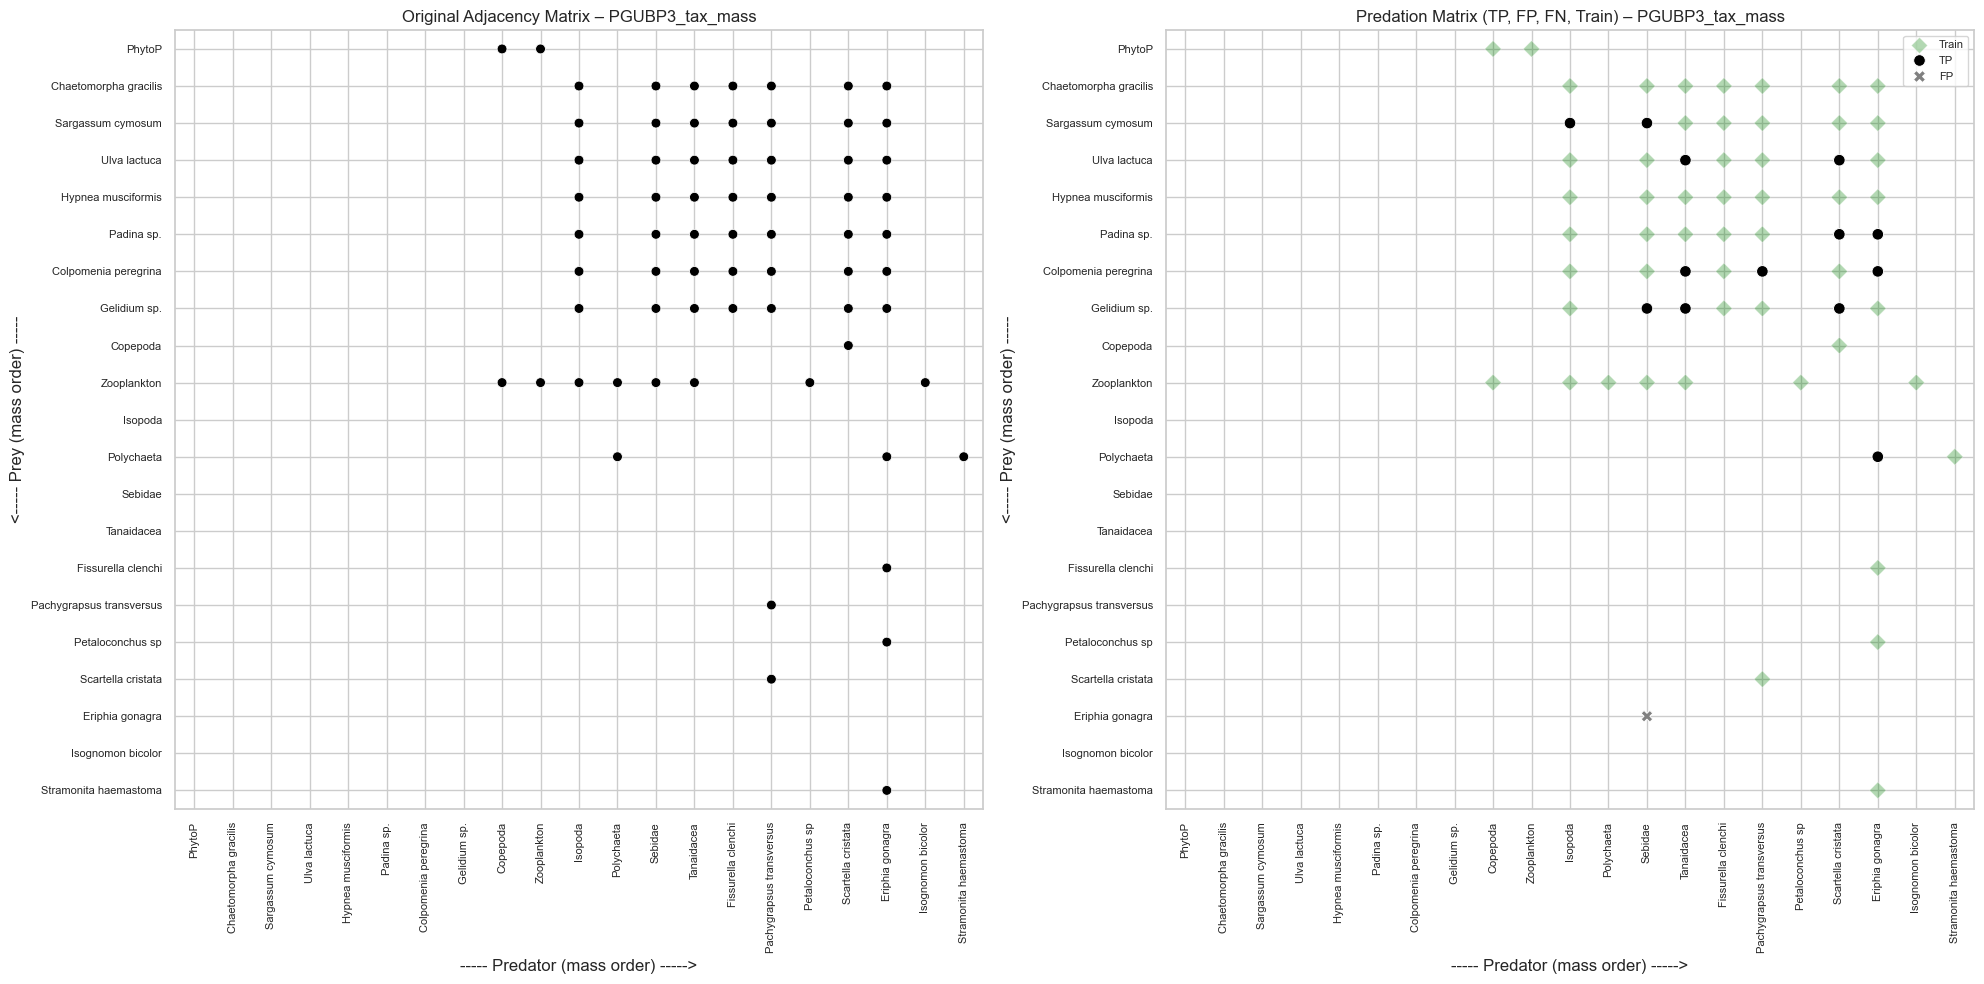 Original Adjacency Matrix – PGUBP3_tax_mass
<----- Prey (mass order) -----
PhytoP
Chaetomorpha gracilis
Sargassum cymosum
Ulva lactuca
Hypnea musciformis
Padina sp.
Colpomenia peregrina
Gelidium sp.
Copepoda
Zooplankton
Isopoda
Polychaeta
Sebidae
Tanaidacea
Fissurella clenchi
Pachygrapsus transversus
Petaloconchus sp
Scartella cristata
Eriphia gonagra
Isognomon bicolor
Stramonita haemastoma
PhytoP
Chaetomorpha gracilis
Sargassum cymosum
Ulva lactuca
Hypnea musciformis
Padina sp.
Colpomenia peregrina
Gelidium sp.
Copepoda
Zooplankton
Isopoda
Polychaeta
Sebidae
Tanaidacea
Fissurella clenchi
Pachygrapsus transversus
Petaloconchus sp
Scartella cristata
Eriphia gonagra
Isognomon bicolor
Stramonita haemastoma
----- Predator (mass order) ----->
Predation Matrix (TP, FP, FN, Train) – PGUBP3_tax_mass
Train
TP
FP
<----- Prey (mass order) -----
PhytoP
Chaetomorpha gracilis
Sargassum cymosum
Ulva lactuca
Hypnea musciformis
Padina sp.
Colpomenia peregrina
Gelidium sp.
Copepoda
Zooplankton
Isopoda
Polychaeta
Sebidae
Tanaidacea
Fissurella clenchi
Pachygrapsus transversus
Petaloconchus sp
Scartella cristata
Eriphia gonagra
Isognomon bicolor
Stramonita haemastoma
PhytoP
Chaetomorpha gracilis
Sargassum cymosum
Ulva lactuca
Hypnea musciformis
Padina sp.
Colpomenia peregrina
Gelidium sp.
Copepoda
Zooplankton
Isopoda
Polychaeta
Sebidae
Tanaidacea
Fissurella clenchi
Pachygrapsus transversus
Petaloconchus sp
Scartella cristata
Eriphia gonagra
Isognomon bicolor
Stramonita haemastoma
----- Predator (mass order) ----->